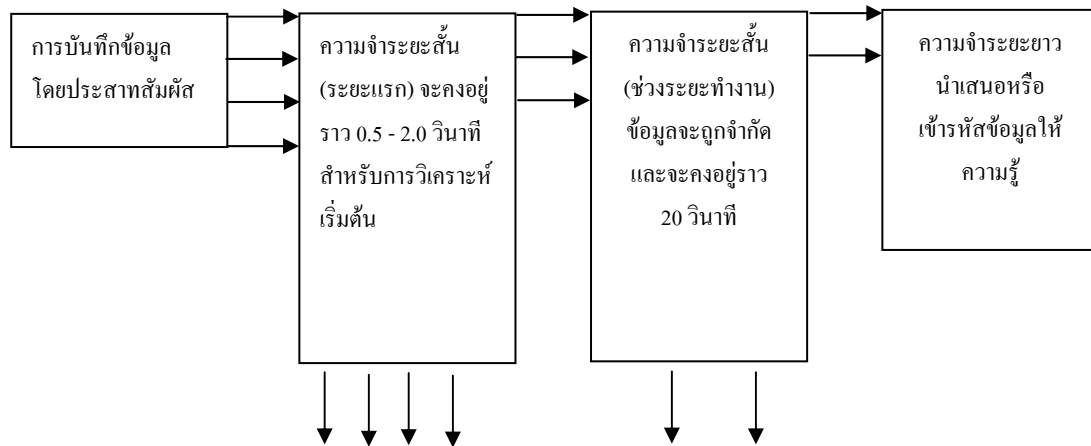 การบันทึกข้อมูล
โดยประสาทสัมผัส
ความจำระยะสั้น
(ระยะแรก) จะคงอยู่
ราว 0.5 - 2.0 วินาที
สำหรับการวิเคราะห์
เริ่มต้น
ความจำระยะสั้น
(ช่วงระยะทำงาน)
ข้อมูลจะถูกจำกัด
และจะคงอยู่ราว
20 วินาที
ความจำระยะยาว
นำเสนอหรือ
เข้ารหัสข้อมูลให้
ความรู้